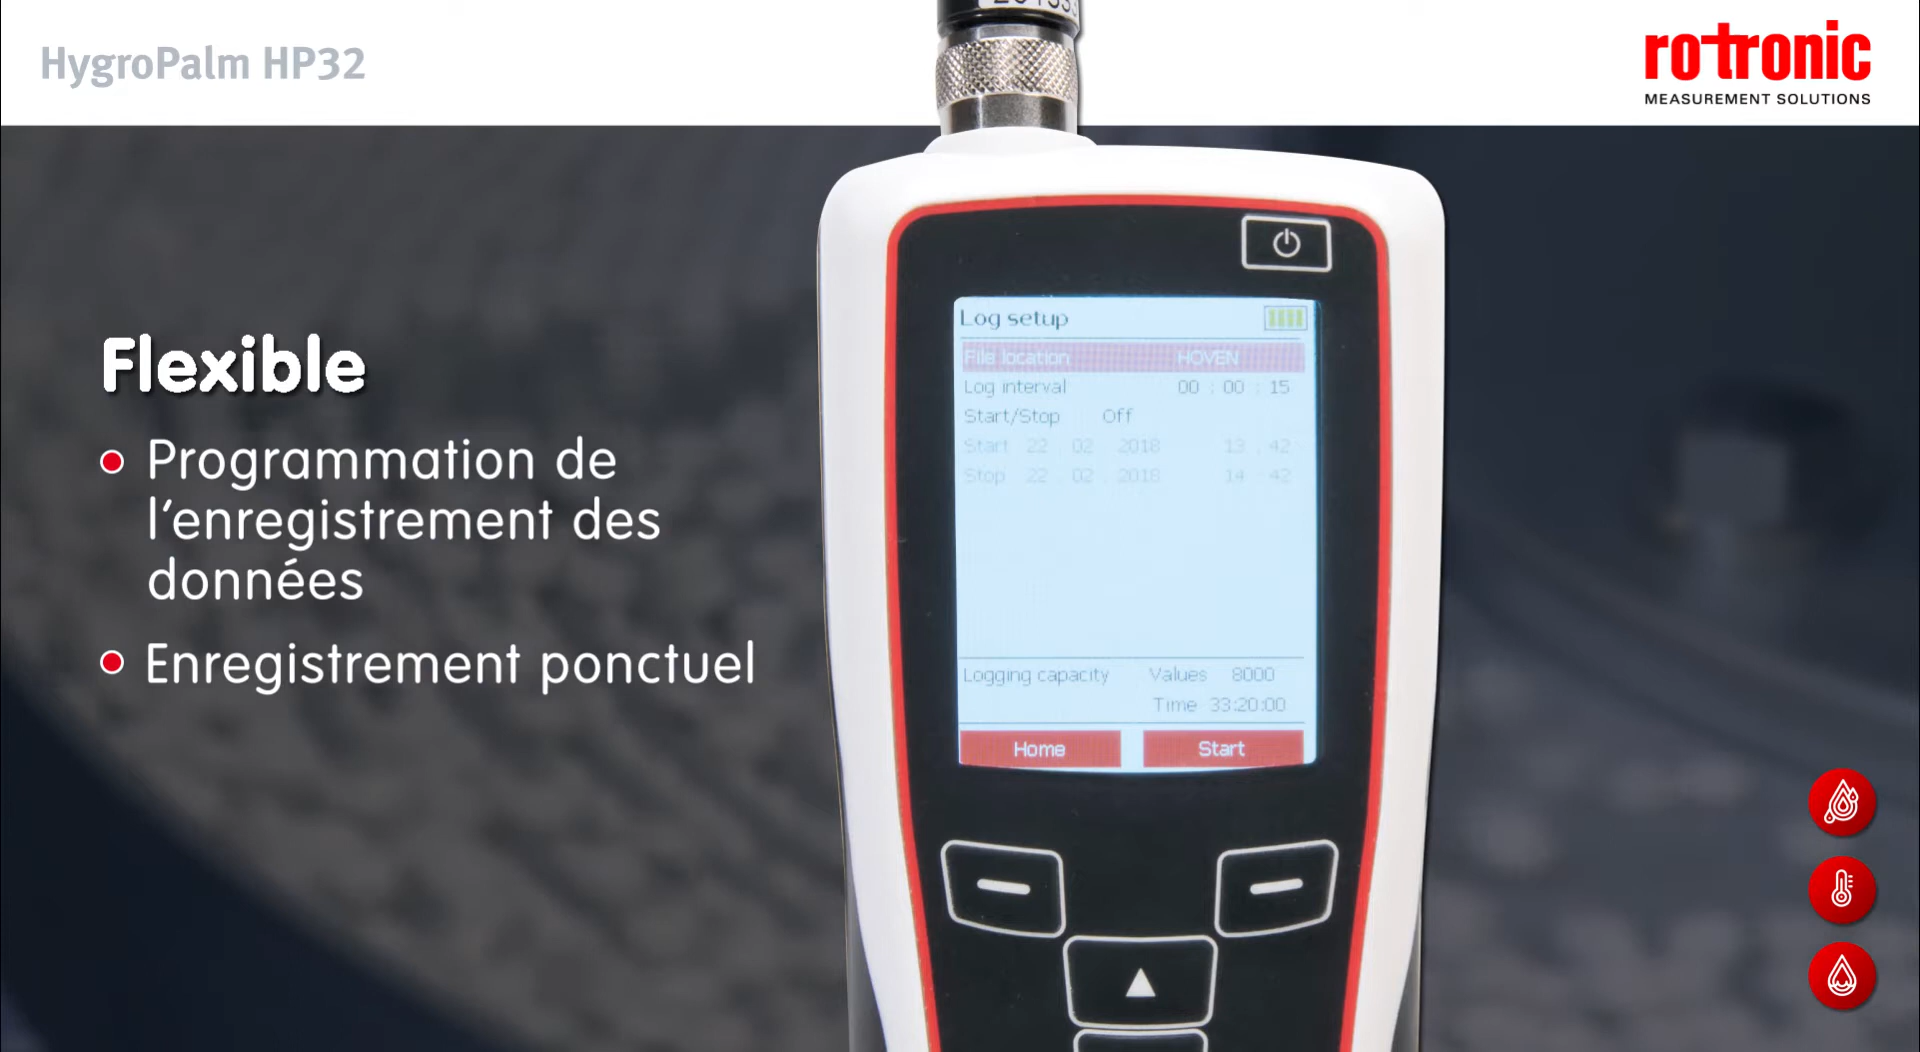 HygroPalm HP32
rotronic
MEASUREMENT SOLUTIONS
Flexible
Programmation de
l'enregistrement des
données
Enregistrement ponctuel
Log setup
File location HOVEN
Log interval 00 : 00 : 15
Start/Stop Off
Start 22 . 02 . 2018 13 . 42
Stop 22 . 02 . 2018 14 : 42
Logging capacity Values 8000
Time 33:20:00
Home Start